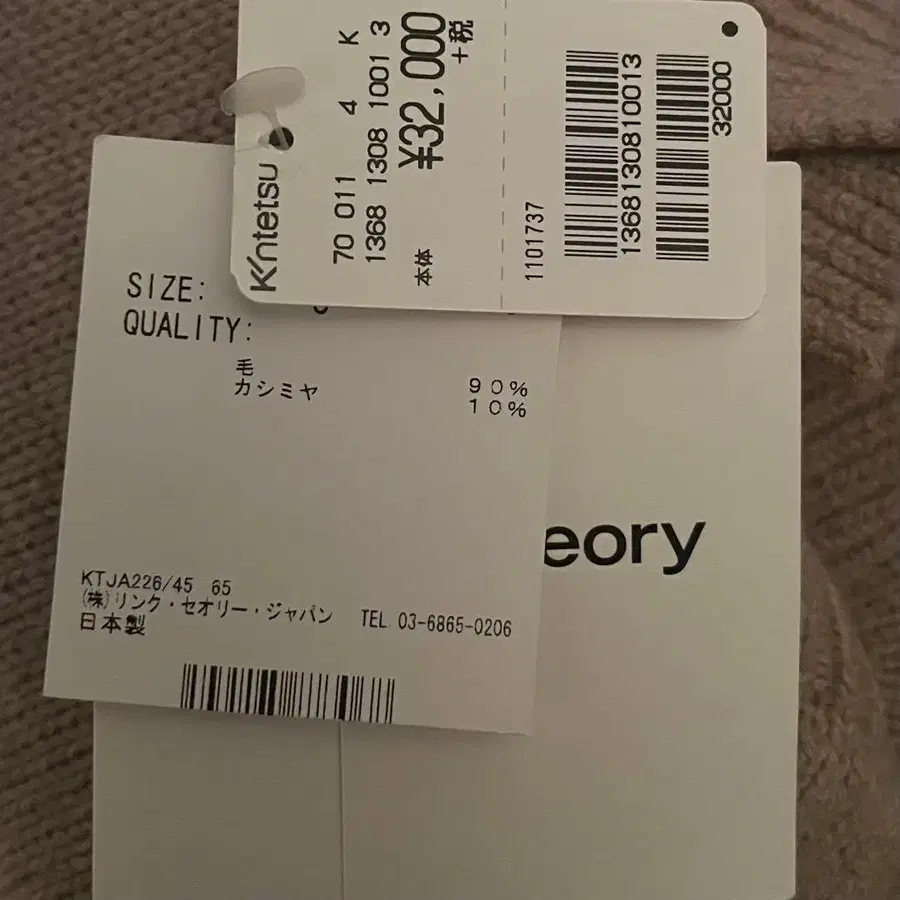 K'ntetsu
70 011 4 K
1368 1308 1001 3
本体 ¥32,000
+税
1101737
1368130810013
32000
SIZE:
QUALITY:
毛 90%
カシミヤ 10%
eory
KTJA226/45 65
(株)リンク・セオリー・ジャパン TEL 03-6865-0206
日本製